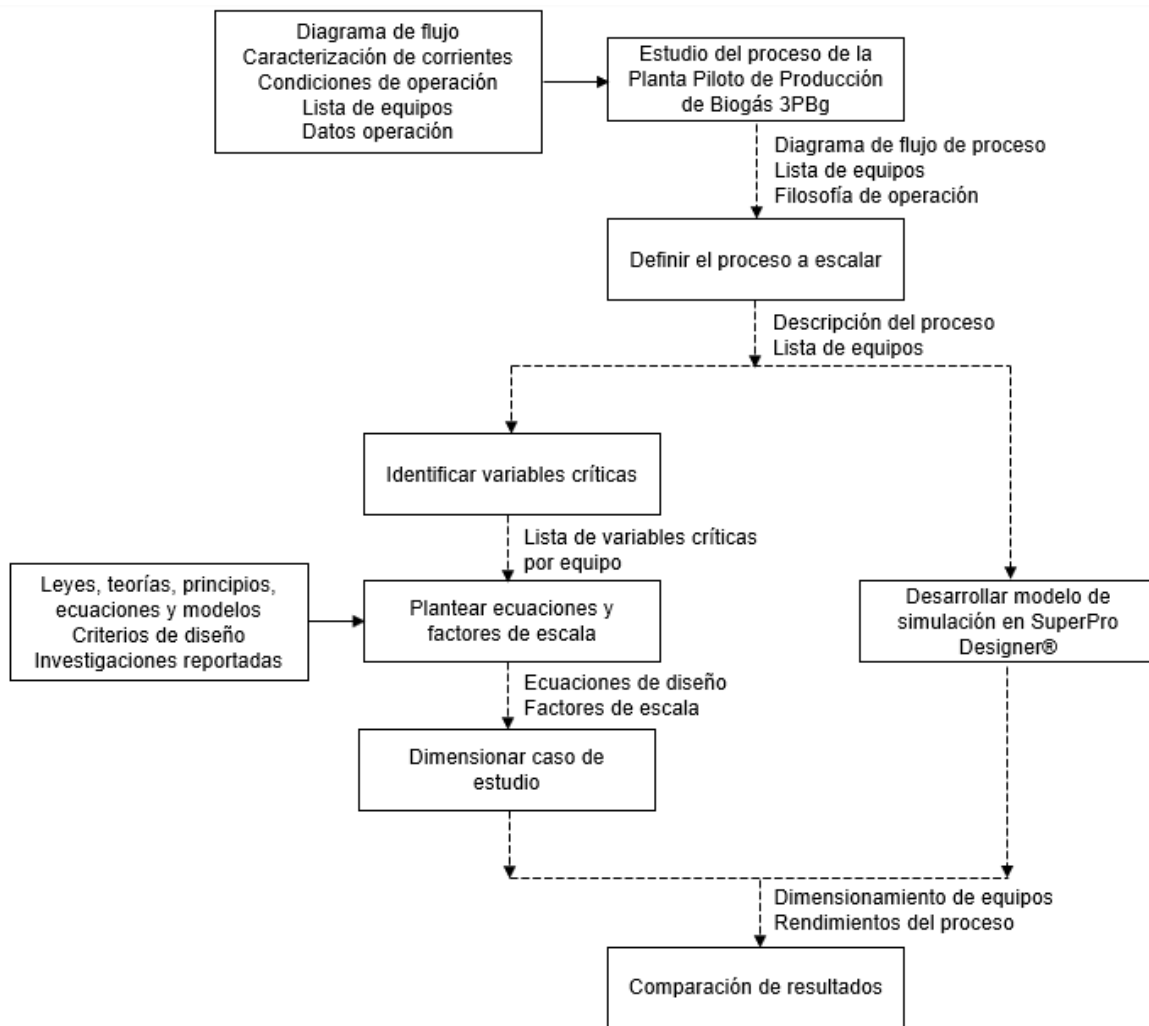 Diagrama de flujo
Caracterización de corrientes
Condiciones de operación
Lista de equipos
Datos operación
Estudio del proceso de la
Planta Piloto de Producción
de Biogás 3PBg
Diagrama de flujo de proceso
Lista de equipos
Filosofía de operación
Definir el proceso a escalar
Descripción del proceso
Lista de equipos
Identificar variables críticas
Lista de variables críticas
por equipo
Leyes, teorías, principios,
ecuaciones y modelos
Criterios de diseño
Investigaciones reportadas
Plantear ecuaciones y
factores de escala
Desarrollar modelo de
simulación en SuperPro
Designer®
Ecuaciones de diseño
Factores de escala
Dimensionar caso de
estudio
Dimensionamiento de equipos
Rendimientos del proceso
Comparación de resultados